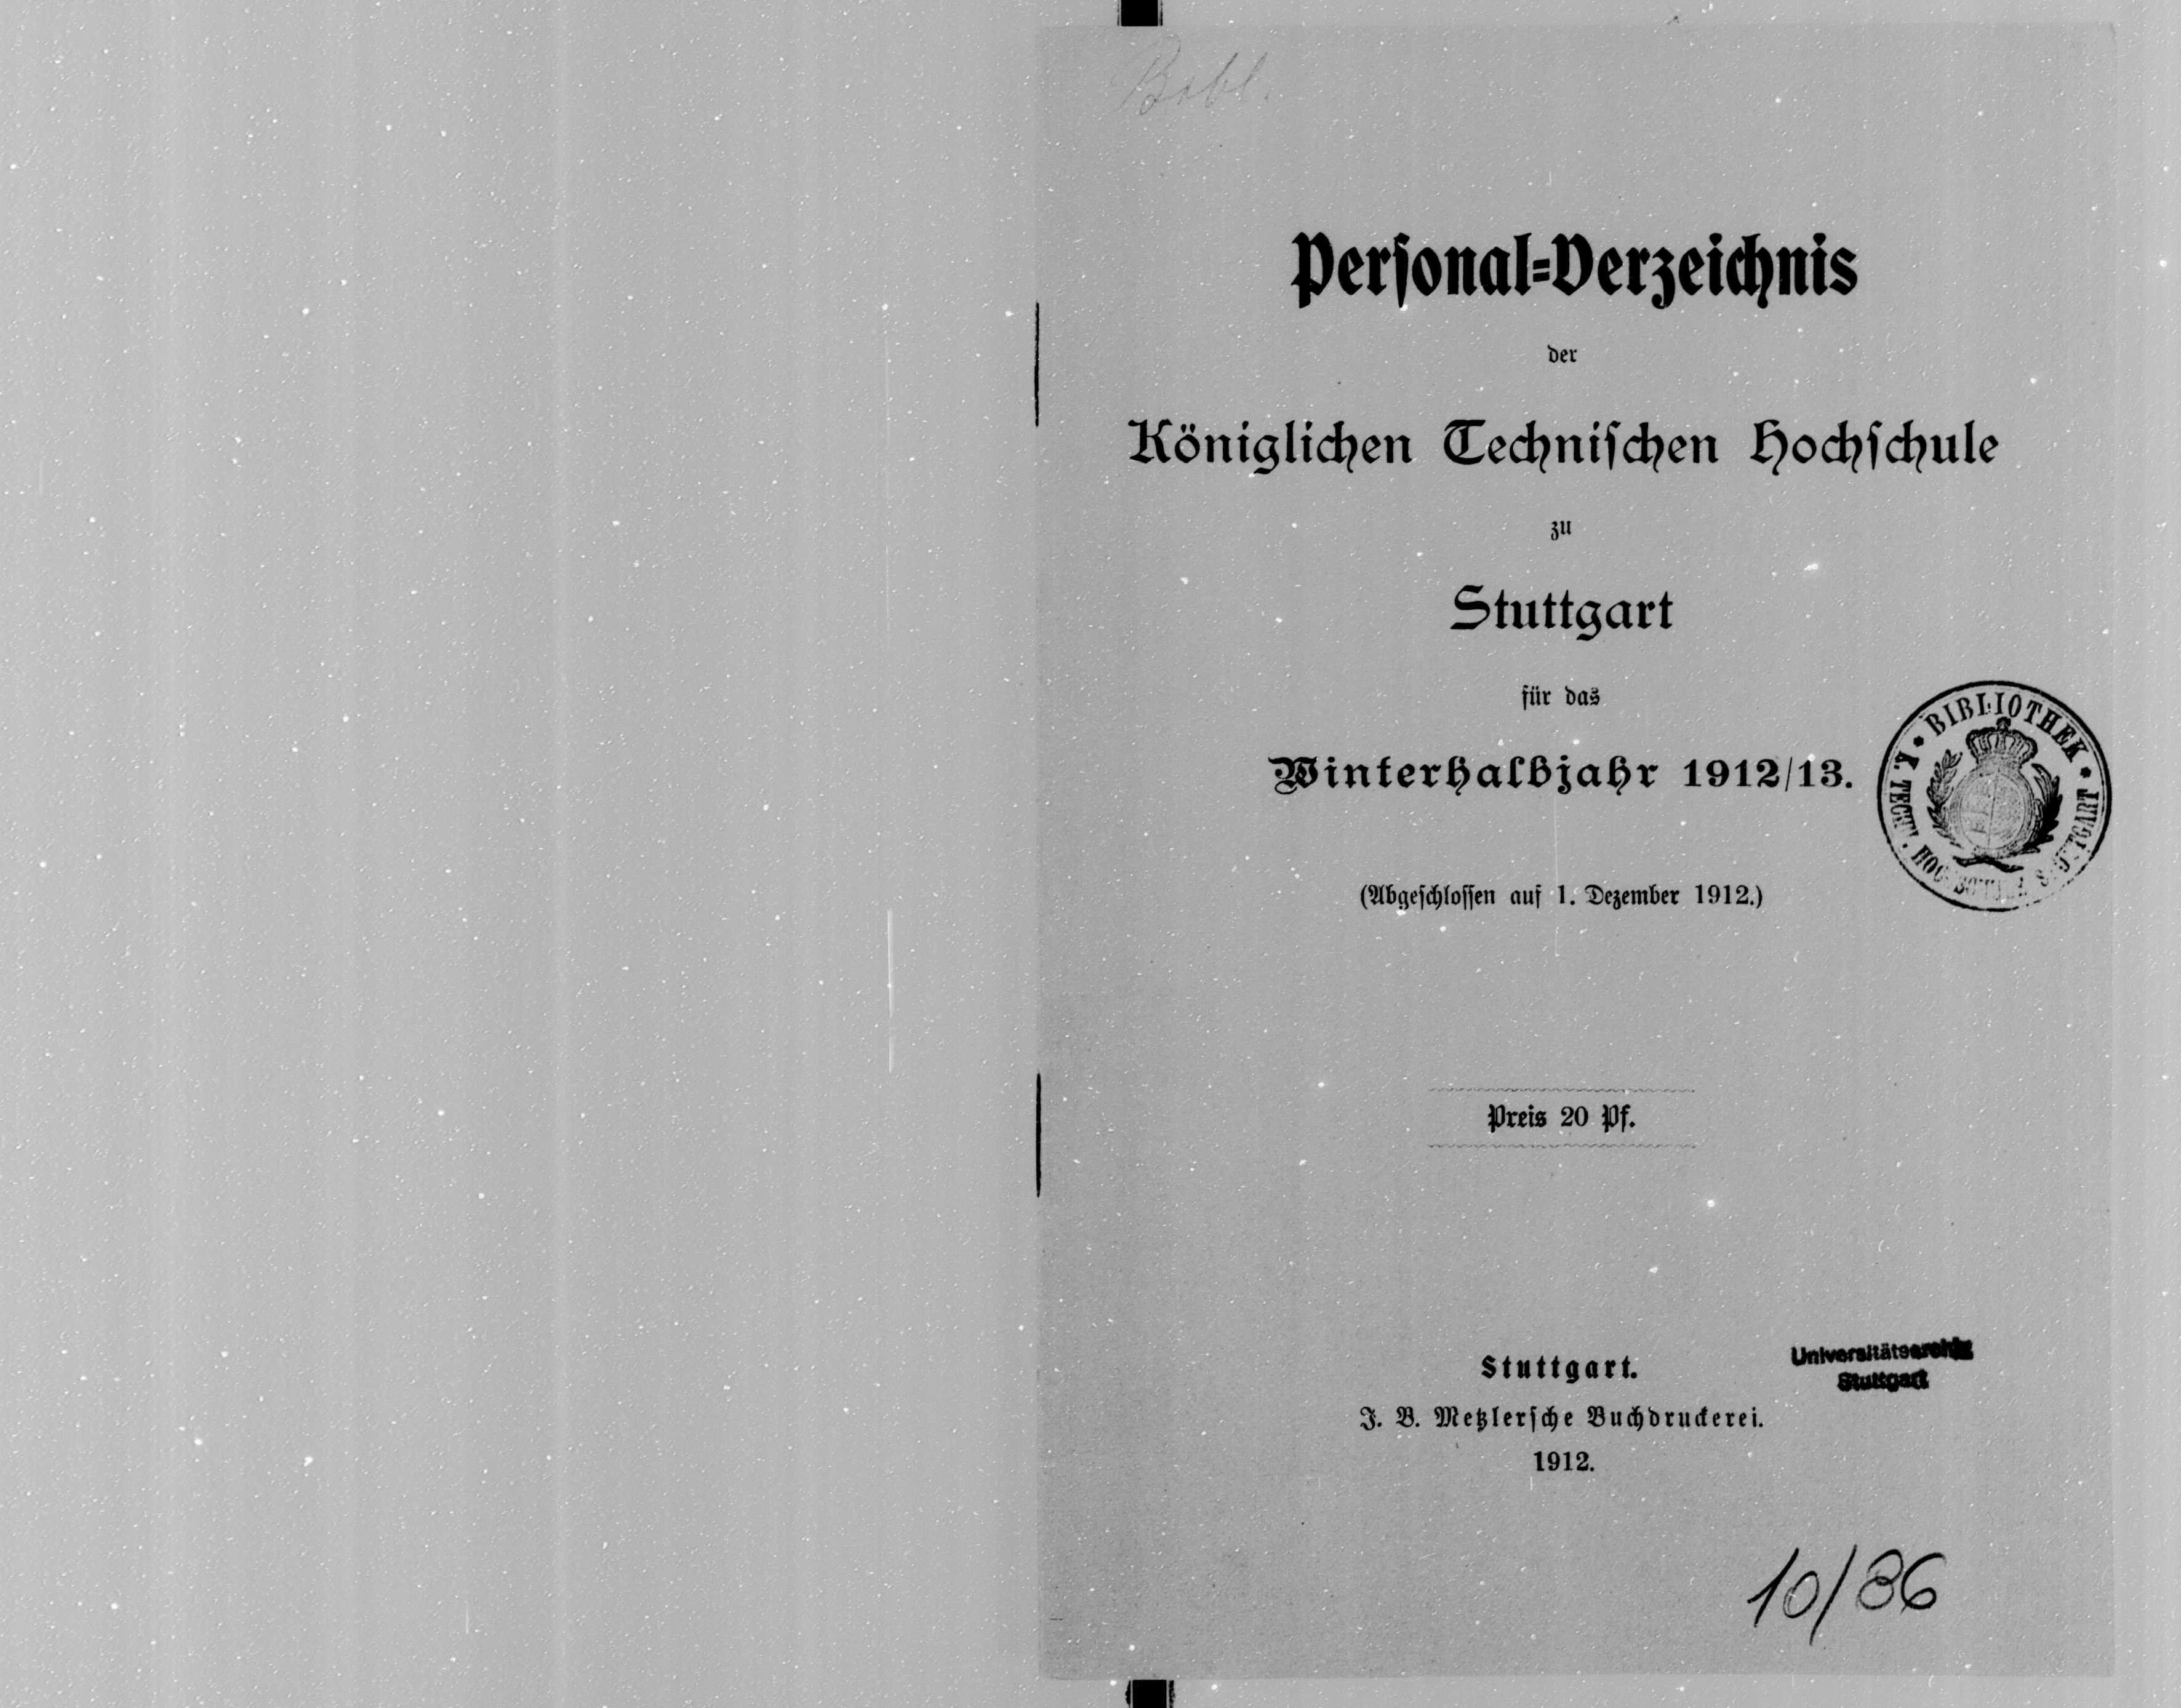 Personal-Verzeichnis
der
Königlichen Technischen Hochschule
zu
Stuttgart
für das
Winterhalbjahr 1912/13.
BIBLIOTHEK * K. TECHN. HOCHSCHULE STUTTGART *
(Abgeschlossen auf 1. Dezember 1912.)
Preis 20 Pf.
Stuttgart.
J. B. Metzlersche Buchdruckerei.
1912.
Universitätsarchiv
Stuttgart
10/86